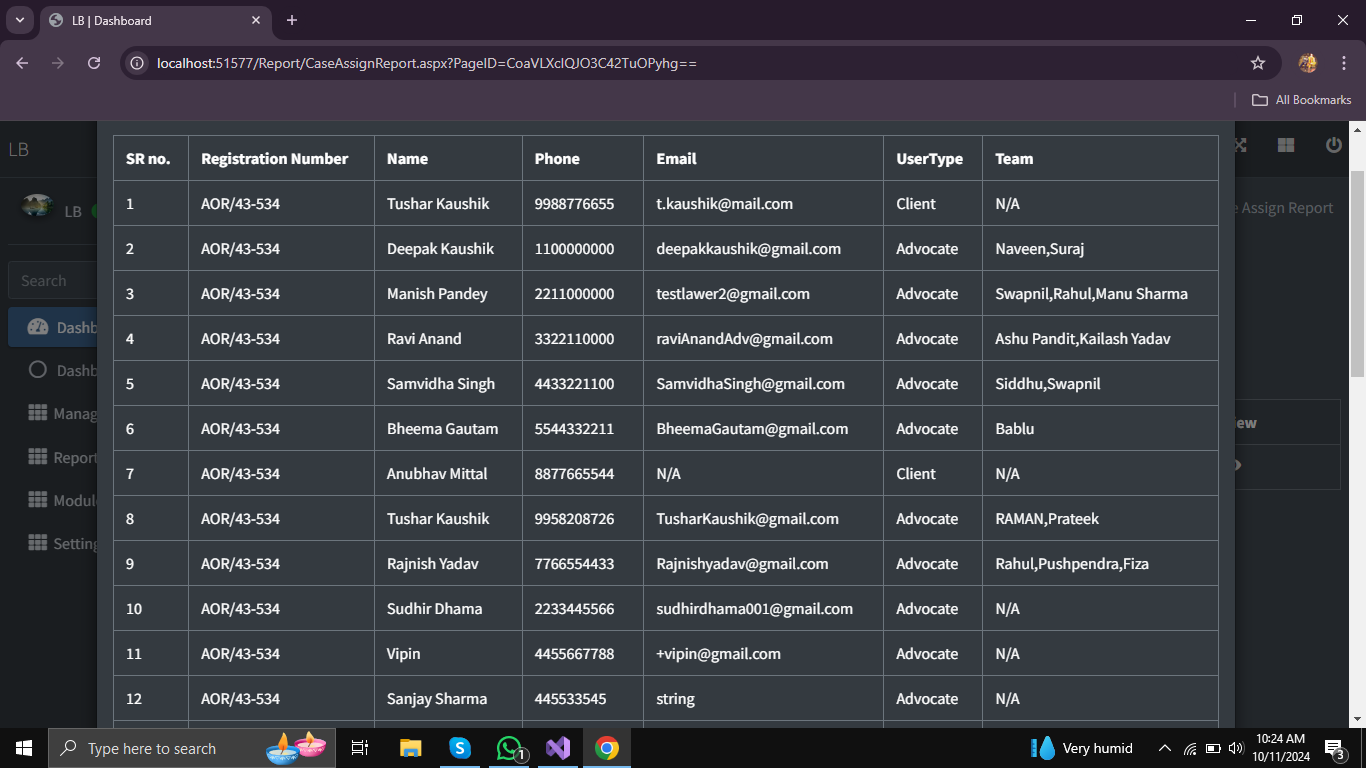 LB | Dashboard
localhost:51577/Report/CaseAssignReport.aspx?PageID=CoaVLXclQJO3C42TuOPyhg==
All Bookmarks
LB
LB
e Assign Report
Search
Dashb
Dashb
Manag
Report
Module
Setting
iew
SR no. Registration Number Name Phone Email UserType Team
1 AOR/43-534 Tushar Kaushik 9988776655 t.kaushik@mail.com Client N/A
2 AOR/43-534 Deepak Kaushik 1100000000 deepakkaushik@gmail.com Advocate Naveen,Suraj
3 AOR/43-534 Manish Pandey 2211000000 testlawer2@gmail.com Advocate Swapnil,Rahul,Manu Sharma
4 AOR/43-534 Ravi Anand 3322110000 raviAnandAdv@gmail.com Advocate Ashu Pandit,Kailash Yadav
5 AOR/43-534 Samvidha Singh 4433221100 SamvidhaSingh@gmail.com Advocate Siddhu,Swapnil
6 AOR/43-534 Bheema Gautam 5544332211 BheemaGautam@gmail.com Advocate Bablu
7 AOR/43-534 Anubhav Mittal 8877665544 N/A Client N/A
8 AOR/43-534 Tushar Kaushik 9958208726 TusharKaushik@gmail.com Advocate RAMAN,Prateek
9 AOR/43-534 Rajnish Yadav 7766554433 Rajnishyadav@gmail.com Advocate Rahul,Pushpendra,Fiza
10 AOR/43-534 Sudhir Dhama 2233445566 sudhirdhama001@gmail.com Advocate N/A
11 AOR/43-534 Vipin 4455667788 +vipin@gmail.com Advocate N/A
12 AOR/43-534 Sanjay Sharma 445533545 string Advocate N/A
Type here to search
1
Very humid
10:24 AM
10/11/2024
3